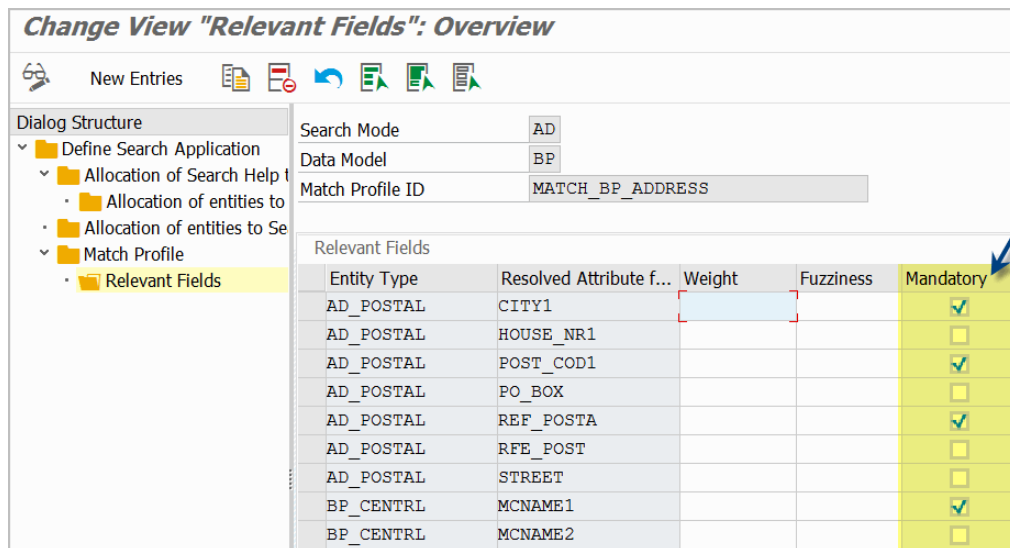 Change View "Relevant Fields": Overview
New Entries
Dialog Structure
Define Search Application
Allocation of Search Help t
Allocation of entities to
Allocation of entities to Se
Match Profile
Relevant Fields
Search Mode AD
Data Model BP
Match Profile ID MATCH_BP_ADDRESS
Relevant Fields
Entity Type Resolved Attribute f... Weight Fuzziness Mandatory
AD_POSTAL CITY1
AD_POSTAL HOUSE_NR1
AD_POSTAL POST_COD1
AD_POSTAL PO_BOX
AD_POSTAL REF_POSTA
AD_POSTAL RFE_POST
AD_POSTAL STREET
BP_CENTRL MCNAME1
BP_CENTRL MCNAME2